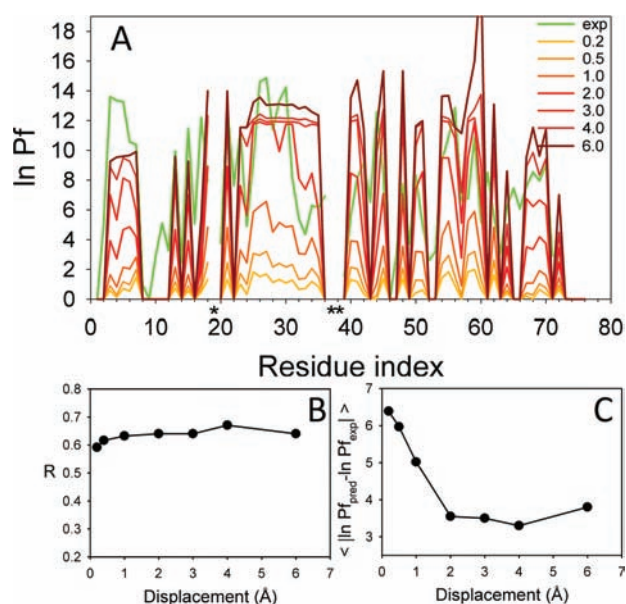 A
ln Pf
18
16
14
12
10
8
6
4
2
0
exp
0.2
0.5
1.0
2.0
3.0
4.0
6.0
0 10 20 30 40 50 60 70 80
* **
Residue index
B
R
0.8
0.7
0.6
0.5
0.4
0.3
0.2
0 1 2 3 4 5 6 7
Displacement (Å)
C
< |ln Pfpred-ln Pfexp| >
7
6
5
4
3
2
0 1 2 3 4 5 6 7
Displacement (Å)